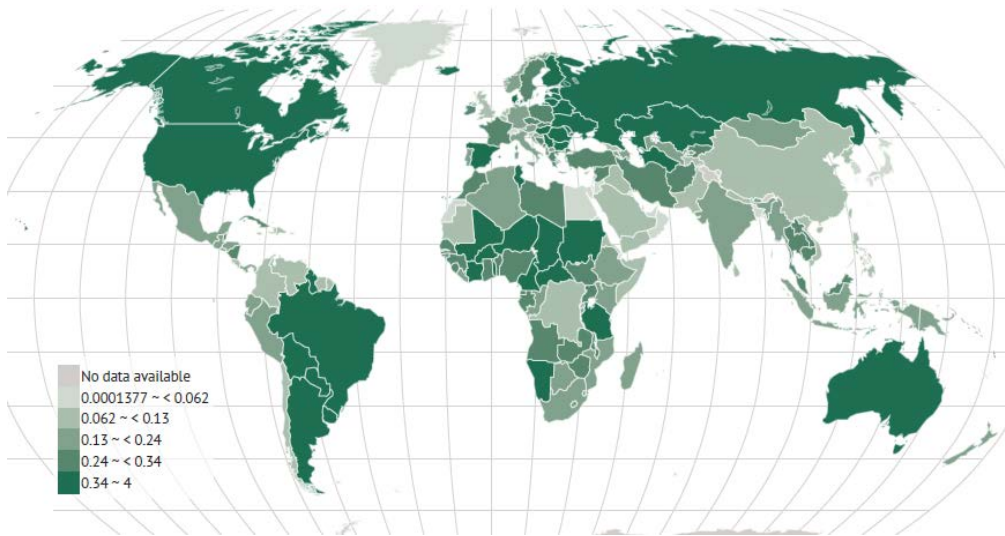 No data available
0.0001377 ~ < 0.062
0.062 ~ < 0.13
0.13 ~ < 0.24
0.24 ~ < 0.34
0.34 ~ 4